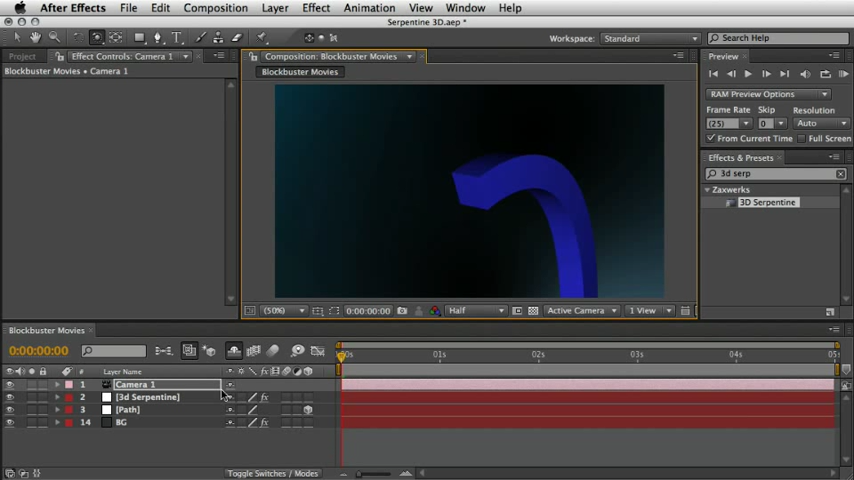 After Effects File Edit Composition Layer Effect Animation View Window Help
Serpentine 3D.aep *
Workspace: Standard Search Help
Project Effect Controls: Camera 1 Composition: Blockbuster Movies Preview
Blockbuster Movies • Camera 1 Blockbuster Movies
RAM Preview Options
Frame Rate Skip Resolution
(25) 0 Auto
From Current Time Full Screen
Effects & Presets
3d serp
Zaxwerks
3D Serpentine
(50%) 0:00:00:00 Half Active Camera 1 View
Blockbuster Movies
0:00:00:00 :00s 01s 02s 03s 04s 05s
# Layer Name
1 Camera 1
2 [3d Serpentine] fx
3 [Path]
14 BG fx
Toggle Switches / Modes